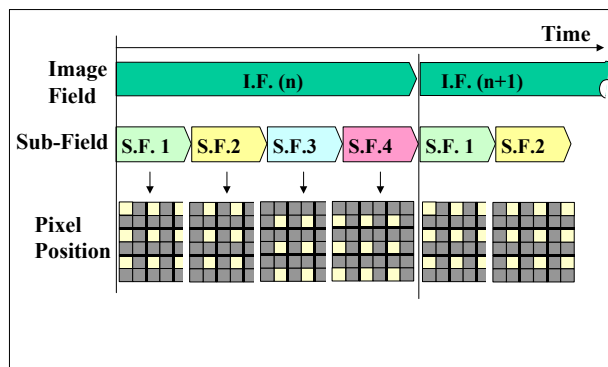 Time
Image
Field
I.F. (n)
I.F. (n+1)
Sub-Field
S.F. 1
S.F.2
S.F.3
S.F.4
S.F. 1
S.F.2
Pixel
Position